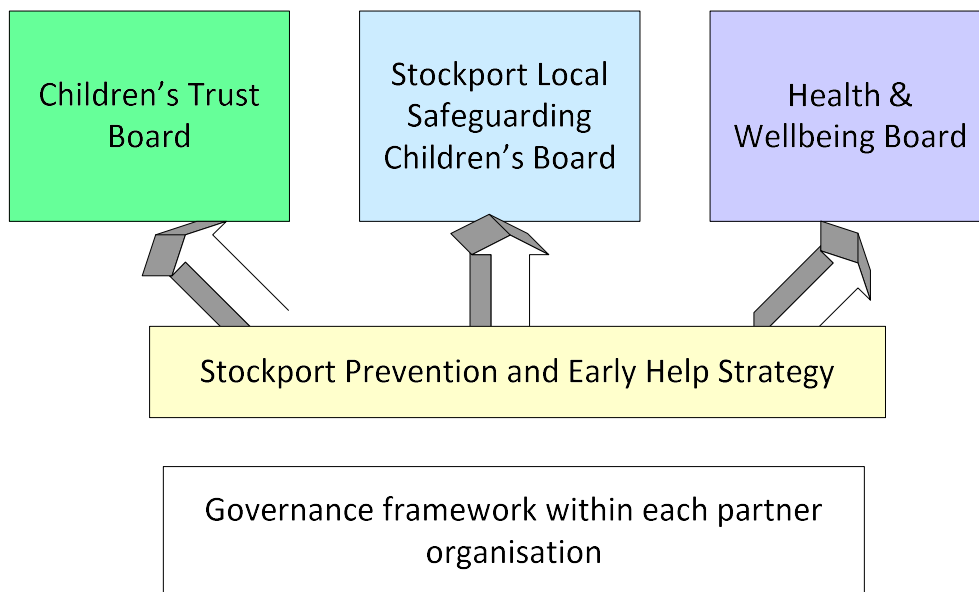 Children’s Trust
Board
Stockport Local
Safeguarding
Children’s Board
Health &
Wellbeing Board
Stockport Prevention and Early Help Strategy
Governance framework within each partner
organisation